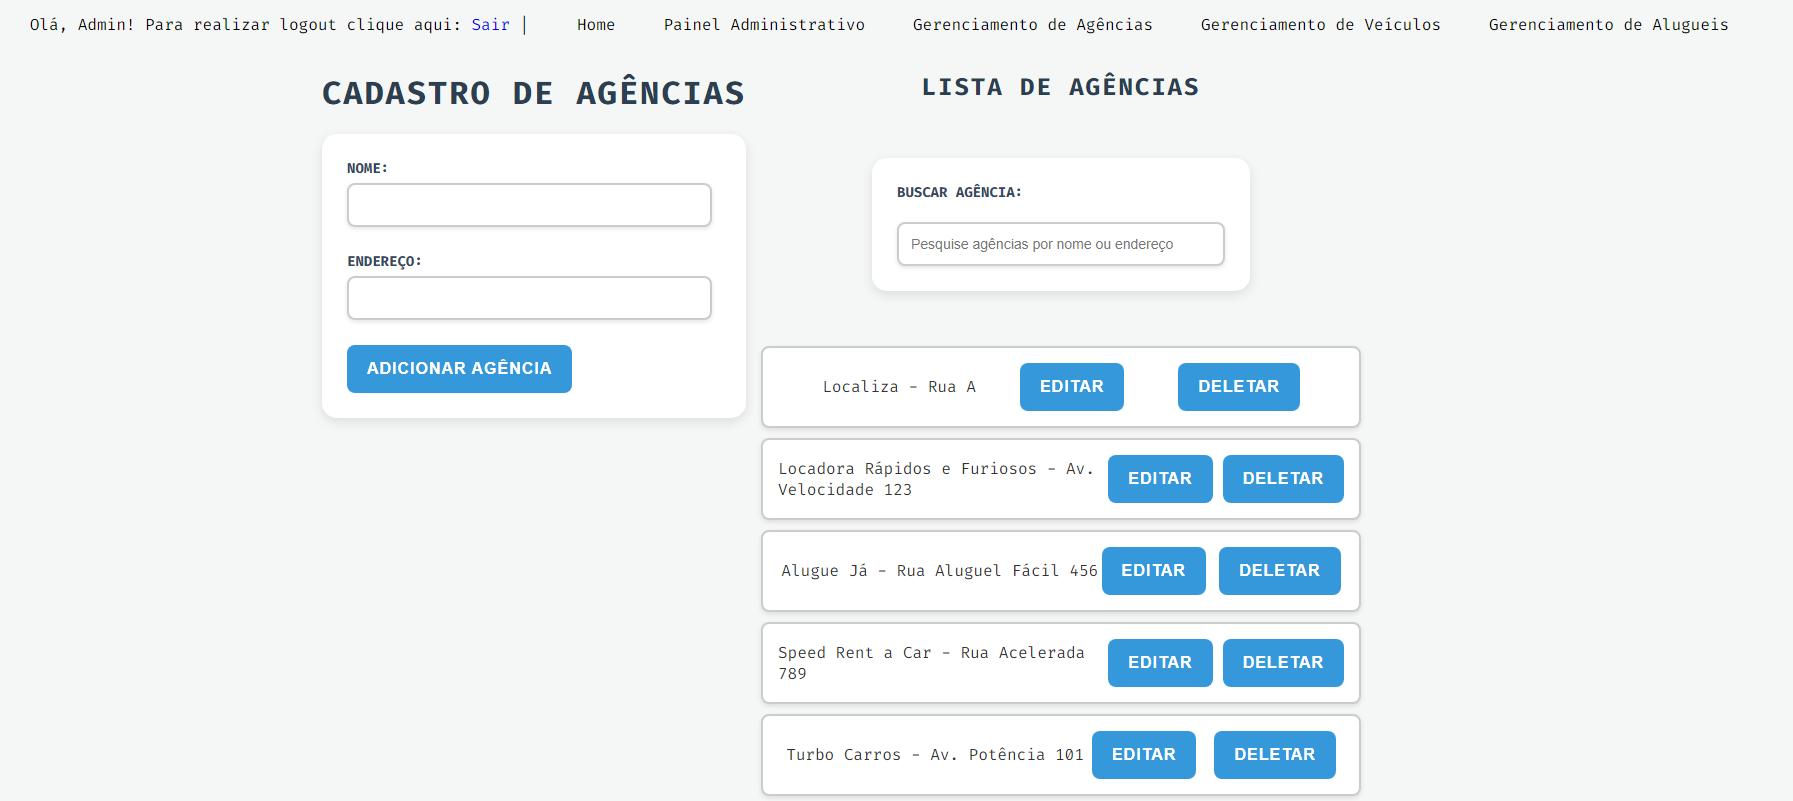 Olá, Admin! Para realizar logout clique aqui: Sair | Home Painel Administrativo Gerenciamento de Agências Gerenciamento de Veículos Gerenciamento de Alugueis
CADASTRO DE AGÊNCIAS
NOME:
ENDEREÇO:
ADICIONAR AGÊNCIA
LISTA DE AGÊNCIAS
BUSCAR AGÊNCIA:
Pesquise agências por nome ou endereço
Localiza - Rua A EDITAR DELETAR
Locadora Rápidos e Furiosos - Av.
Velocidade 123 EDITAR DELETAR
Alugue Já - Rua Aluguel Fácil 456 EDITAR DELETAR
Speed Rent a Car - Rua Acelerada
789 EDITAR DELETAR
Turbo Carros - Av. Potência 101 EDITAR DELETAR